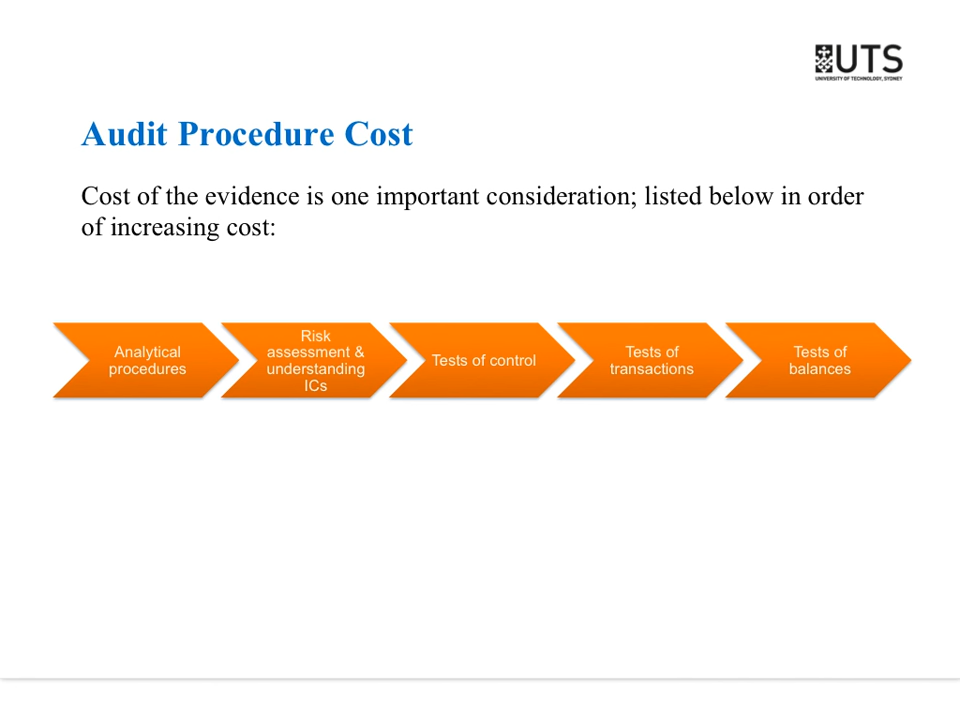 UTS
UNIVERSITY OF TECHNOLOGY, SYDNEY
Audit Procedure Cost
Cost of the evidence is one important consideration; listed below in order
of increasing cost:
Analytical
procedures
Risk
assessment &
understanding
ICs
Tests of control
Tests of
transactions
Tests of
balances